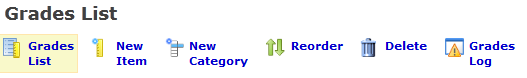 Grades List
Grades List
New Item
New Category
Reorder
Delete
Grades Log